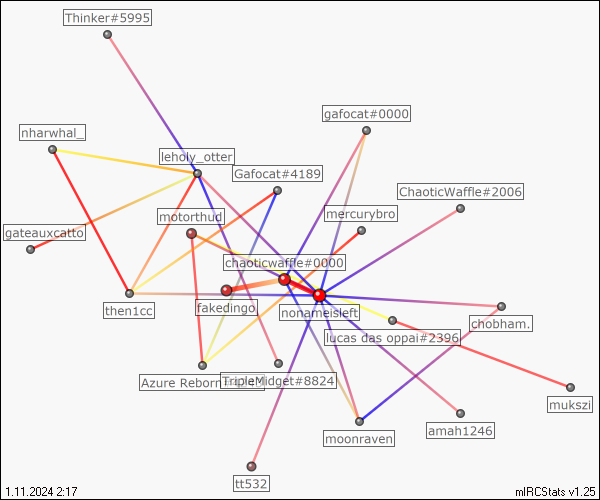 Thinker#5995
gafocat#0000
nharwhal_
leholy_otter
Gafocat#4189
ChaoticWaffle#2006
mercurybro
motorthud
gateauxcatto
chaoticwaffle#0000
fakedingo
then1cc
nonameisleft
chobham.
lucas das oppai#2396
Azure Reborn
TripleMidget#8824
mukszi
amah1246
moonraven
tt532
1.11.2024 2:17
mIRCStats v1.25